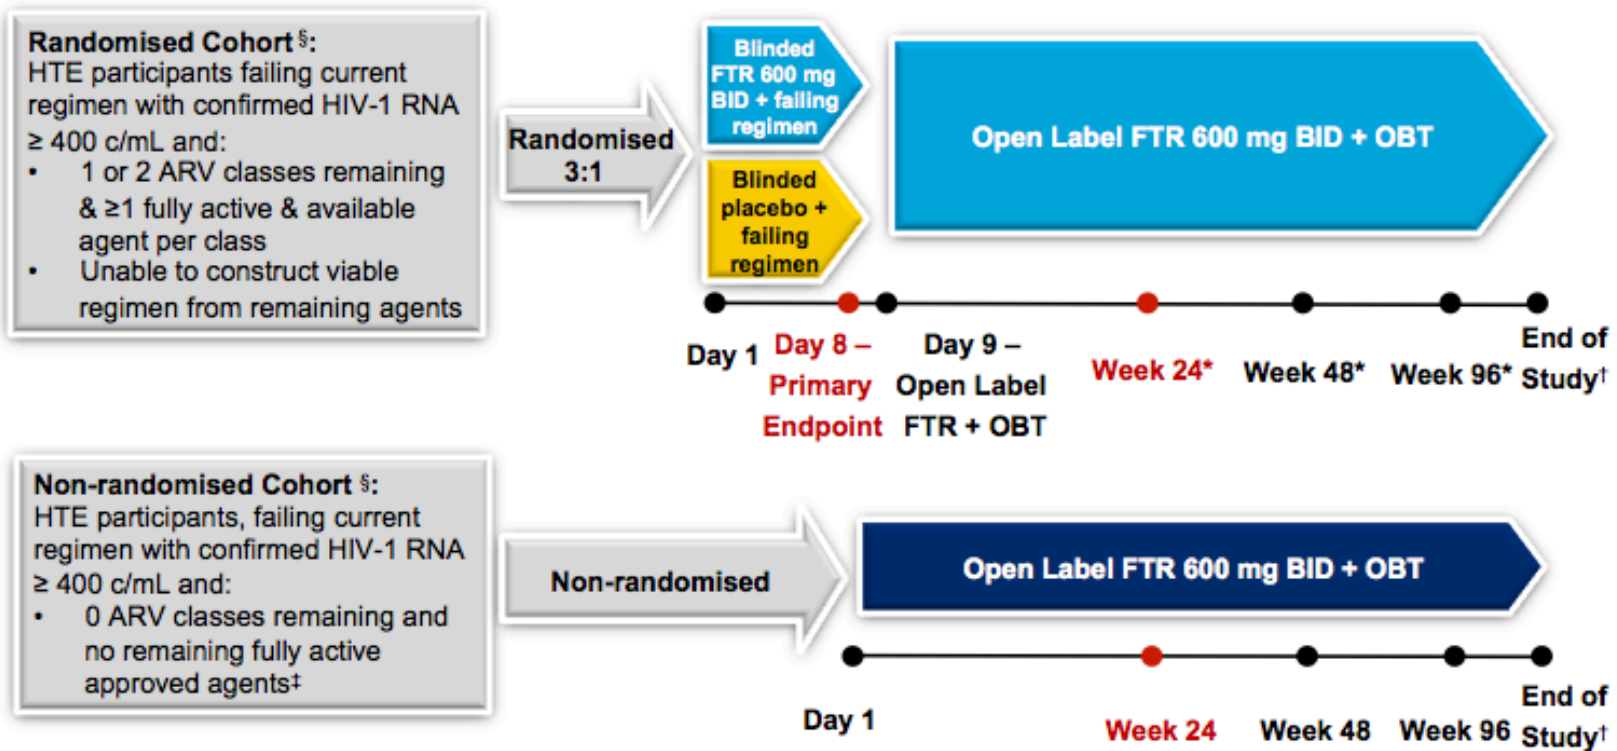 Randomised Cohort §:
HTE participants failing current
regimen with confirmed HIV-1 RNA
≥ 400 c/mL and:
• 1 or 2 ARV classes remaining
& ≥1 fully active & available
agent per class
• Unable to construct viable
regimen from remaining agents
Randomised
3:1
Blinded
FTR 600 mg
BID + failing
regimen
Blinded
placebo +
failing
regimen
Open Label FTR 600 mg BID + OBT
Day 1
Day 8 –
Primary
Endpoint
Day 9 –
Open Label
FTR + OBT
Week 24*
Week 48*
Week 96*
End of
Study†
Non-randomised Cohort §:
HTE participants, failing current
regimen with confirmed HIV-1 RNA
≥ 400 c/mL and:
• 0 ARV classes remaining and
no remaining fully active
approved agents‡
Non-randomised
Open Label FTR 600 mg BID + OBT
Day 1
Week 24
Week 48
Week 96
End of
Study†